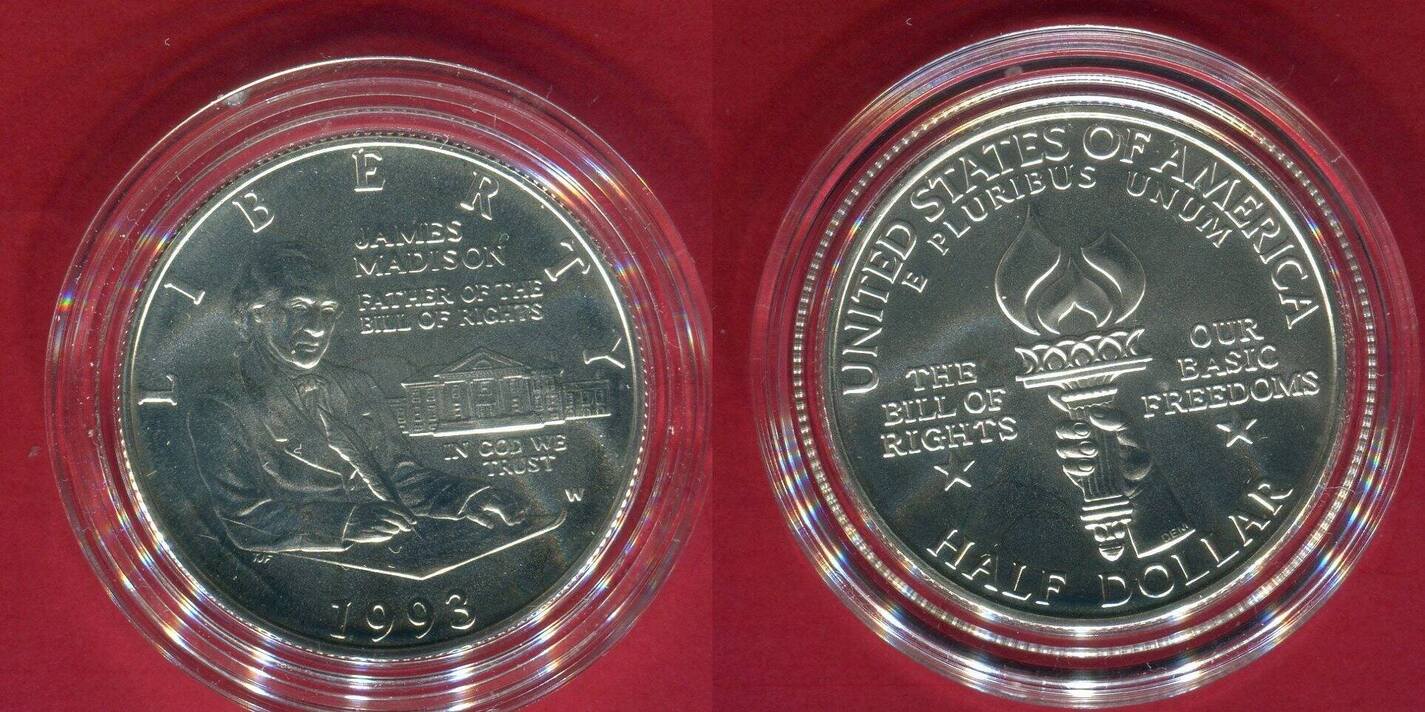 LIBERTY
JAMES
MADISON
FATHER OF THE
BILL OF RIGHTS
IN GOD WE
TRUST
W
1993
UNITED STATES OF AMERICA
E PLURIBUS UNUM
THE
BILL OF
RIGHTS
OUR
BASIC
FREEDOMS
DEM
HALF DOLLAR